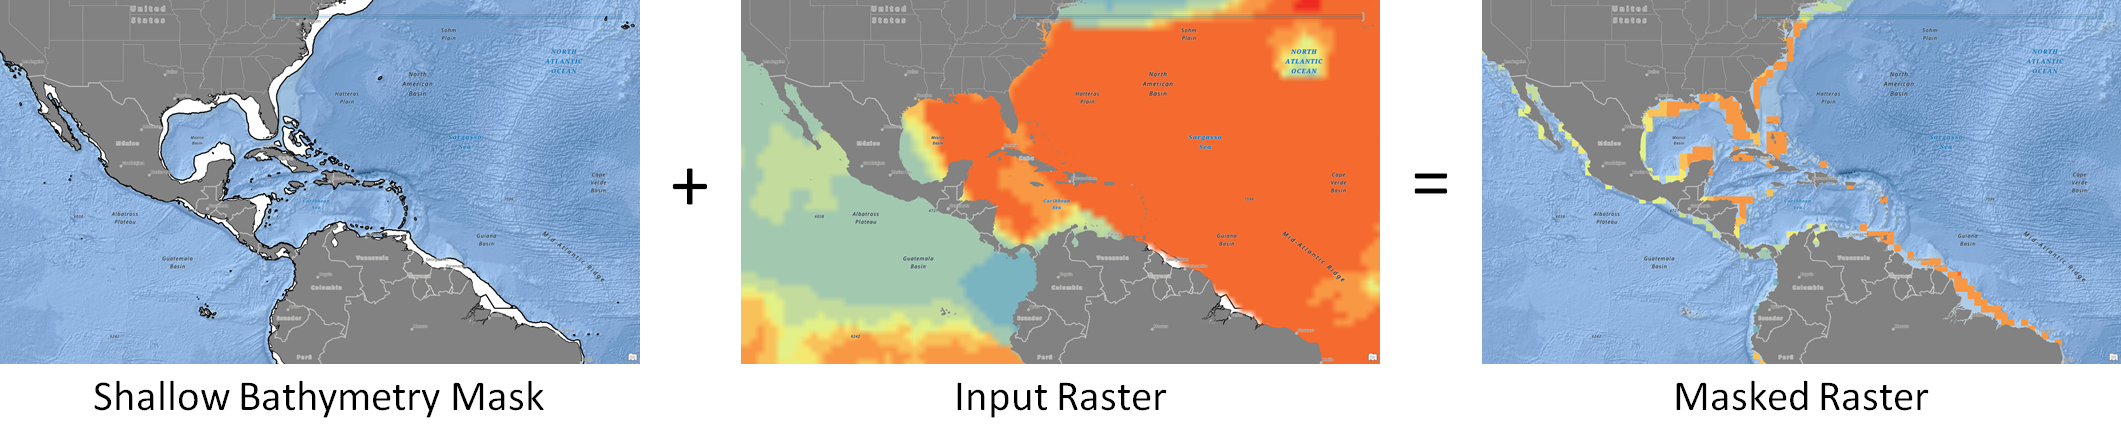 United
States
Sohm
Plain
NORTH
ATLANTIC
OCEAN
North
American
Basin
Hatteras
Plain
Sargasso
Sea
México
Mexico
Basin
Cape
Verde
Basin
Caribbean
Sea
Albatross
Plateau
Guiana
Basin
Mid-Atlantic Ridge
Guatemala
Basin
Venezuela
Colombia
Ecuador
Perú
Shallow Bathymetry Mask
+
United
States
Sohm
Plain
NORTH
ATLANTIC
OCEAN
North
American
Basin
Hatteras
Plain
Sargasso
Sea
México
Mexico
Basin
Cuba
Cape
Verde
Basin
Caribbean
Sea
Albatross
Plateau
Guiana
Basin
Mid-Atlantic Ridge
Guatemala
Basin
Venezuela
Colombia
Ecuador
Perú
Input Raster
=
United
States
Sohm
Plain
NORTH
ATLANTIC
OCEAN
North
American
Basin
Hatteras
Plain
Sargasso
Sea
México
Mexico
Basin
Cape
Verde
Basin
Caribbean
Sea
Albatross
Plateau
Guiana
Basin
Mid-Atlantic Ridge
Guatemala
Basin
Venezuela
Colombia
Ecuador
Perú
Masked Raster